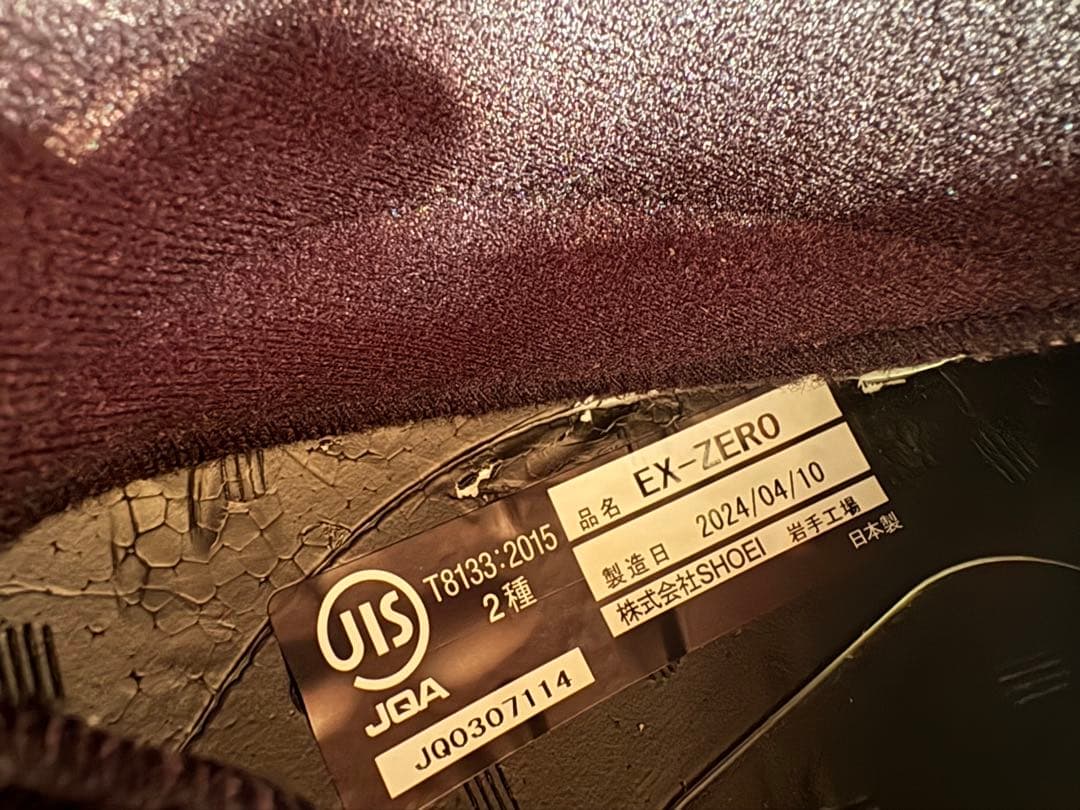 品名 EX-ZERO
製造日 2024/04/10
株式会社SHOEI 岩手工場
日本製
JIS
T8133:2015
2種
JQA
JQ0307114